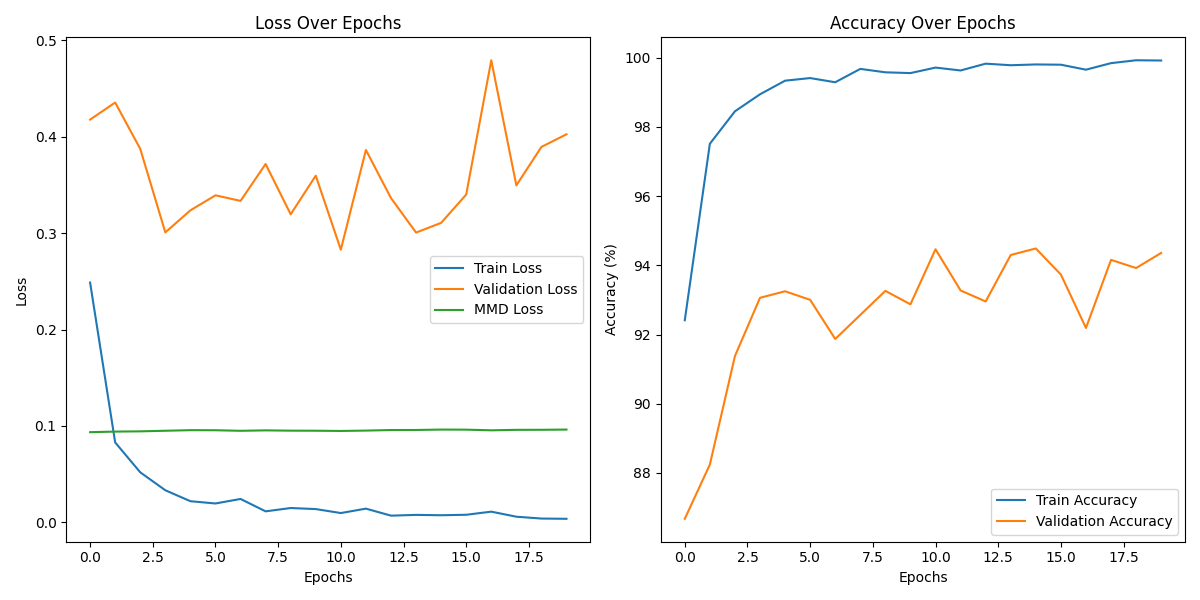 Loss Over Epochs
0.5
0.4
0.3
0.2
0.1
0.0
Loss
Train Loss
Validation Loss
MMD Loss
0.0 2.5 5.0 7.5 10.0 12.5 15.0 17.5
Epochs
Accuracy Over Epochs
100
98
96
94
92
90
88
Accuracy (%)
Train Accuracy
Validation Accuracy
0.0 2.5 5.0 7.5 10.0 12.5 15.0 17.5
Epochs